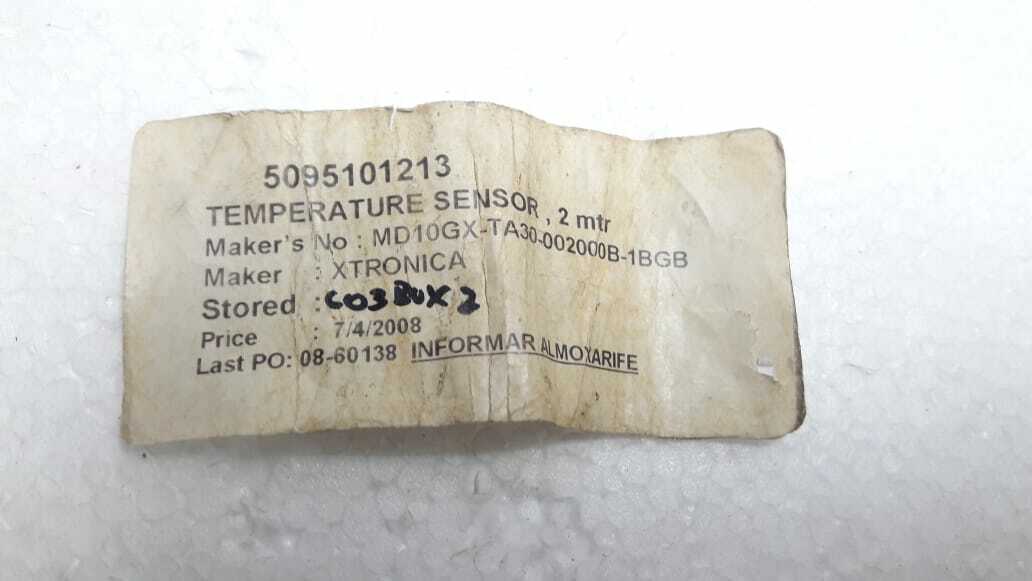 5095101213
TEMPERATURE SENSOR , 2 mtr
Maker's No : MD10GX-TA30-002000B-1BGB
Maker : XTRONICA
Stored : C03 BOX 2
Price : 7/4/2008
Last PO: 08-60138 INFORMAR ALMOXARIFE